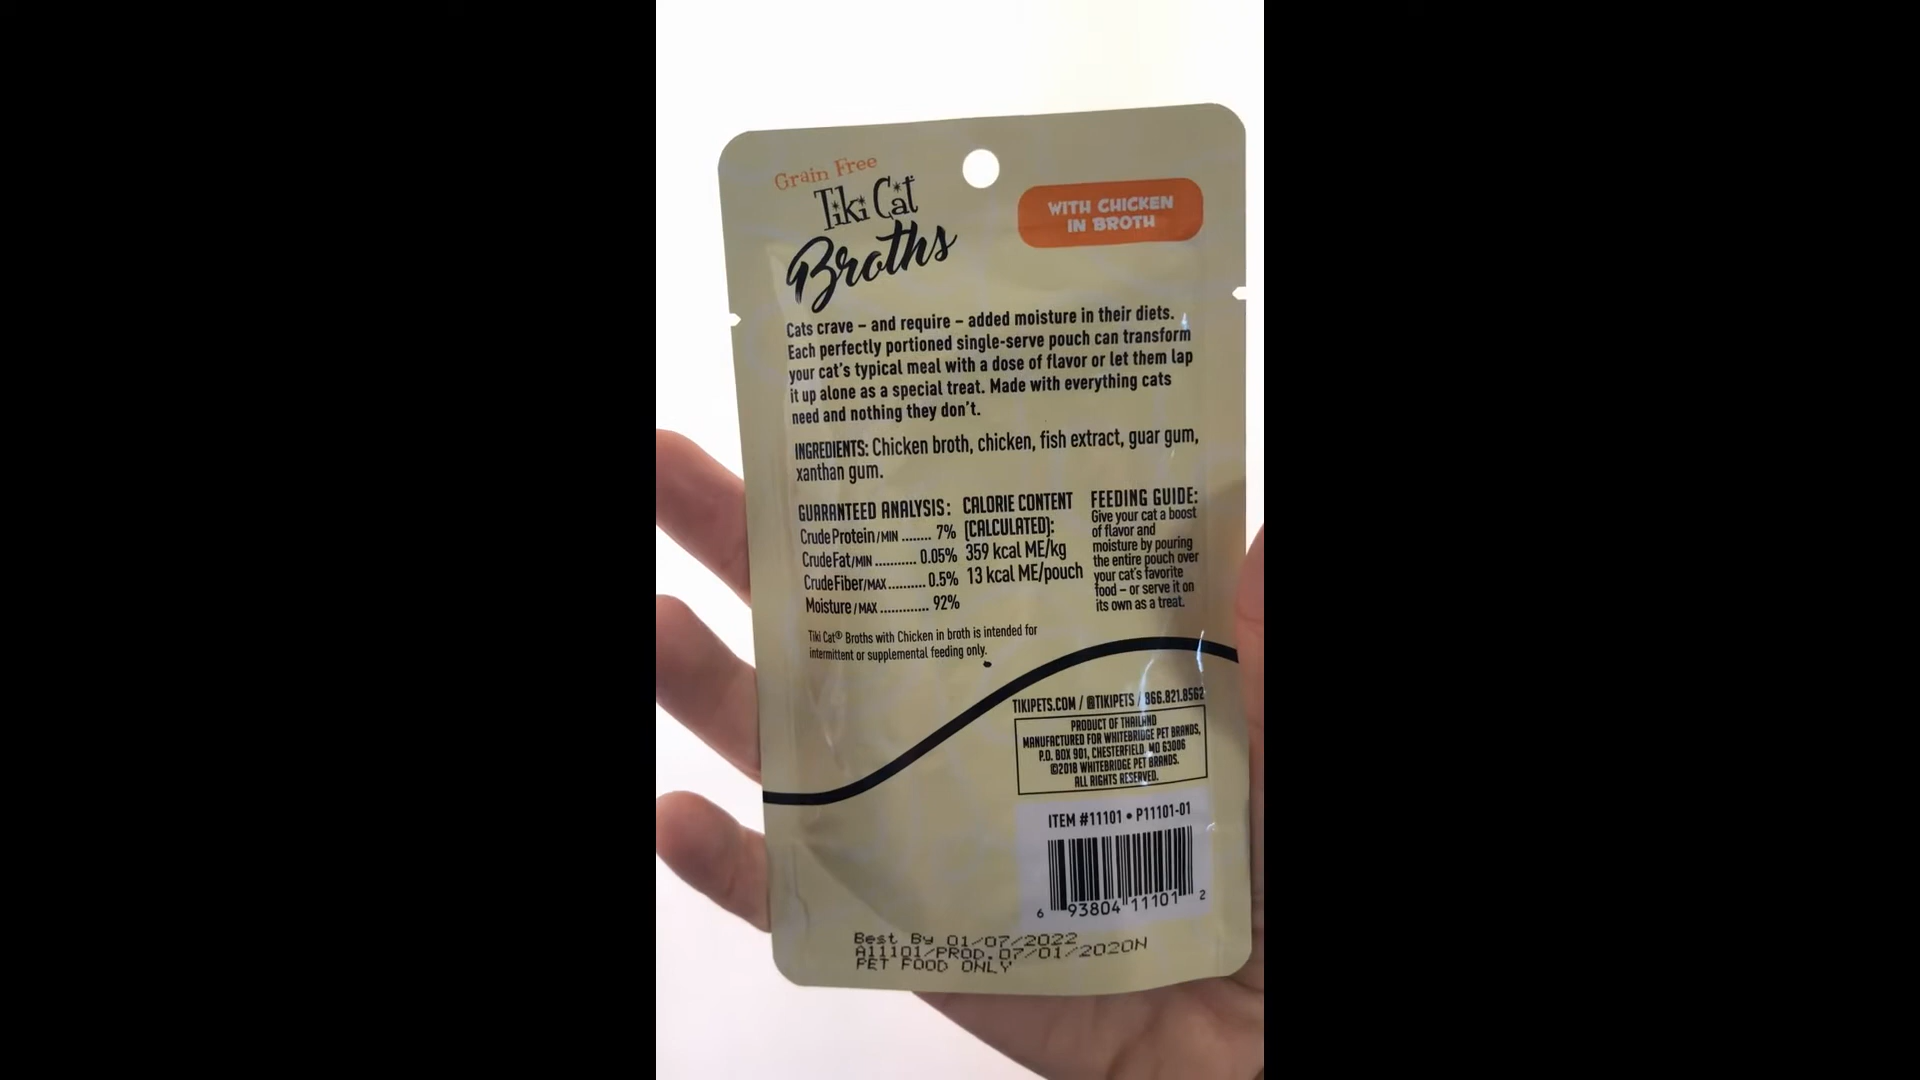 Grain Free
Tiki Cat
Broths
WITH CHICKEN
IN BROTH
Cats crave – and require – added moisture in their diets.
Each perfectly portioned single-serve pouch can transform
your cat's typical meal with a dose of flavor or let them lap
it up alone as a special treat. Made with everything cats
need and nothing they don't.
INGREDIENTS: Chicken broth, chicken, fish extract, guar gum,
xanthan gum.
GUARANTEED ANALYSIS:
Crude Protein/MIN ........ 7%
Crude Fat/MIN ........... 0.05%
Crude Fiber/MAX.......... 0.5%
Moisture/MAX ............. 92%
CALORIE CONTENT
(CALCULATED):
359 kcal ME/kg
13 kcal ME/pouch
FEEDING GUIDE:
Give your cat a boost
of flavor and
moisture by pouring
the entire pouch over
your cat's favorite
food – or serve it on
its own as a treat.
Tiki Cat® Broths with Chicken in broth is intended for
intermittent or supplemental feeding only.
TIKIPETS.COM / @TIKIPETS / 866.821.8562
PRODUCT OF THAILAND
MANUFACTURED FOR WHITEBRIDGE PET BRANDS,
P.O. BOX 901, CHESTERFIELD, MO 63006
©2018 WHITEBRIDGE PET BRANDS.
ALL RIGHTS RESERVED.
ITEM #11101 • P11101-01
6 93804 11101 2
Best By 01/07/2022
A11101/PROD.07/01/2020N
PET FOOD ONLY